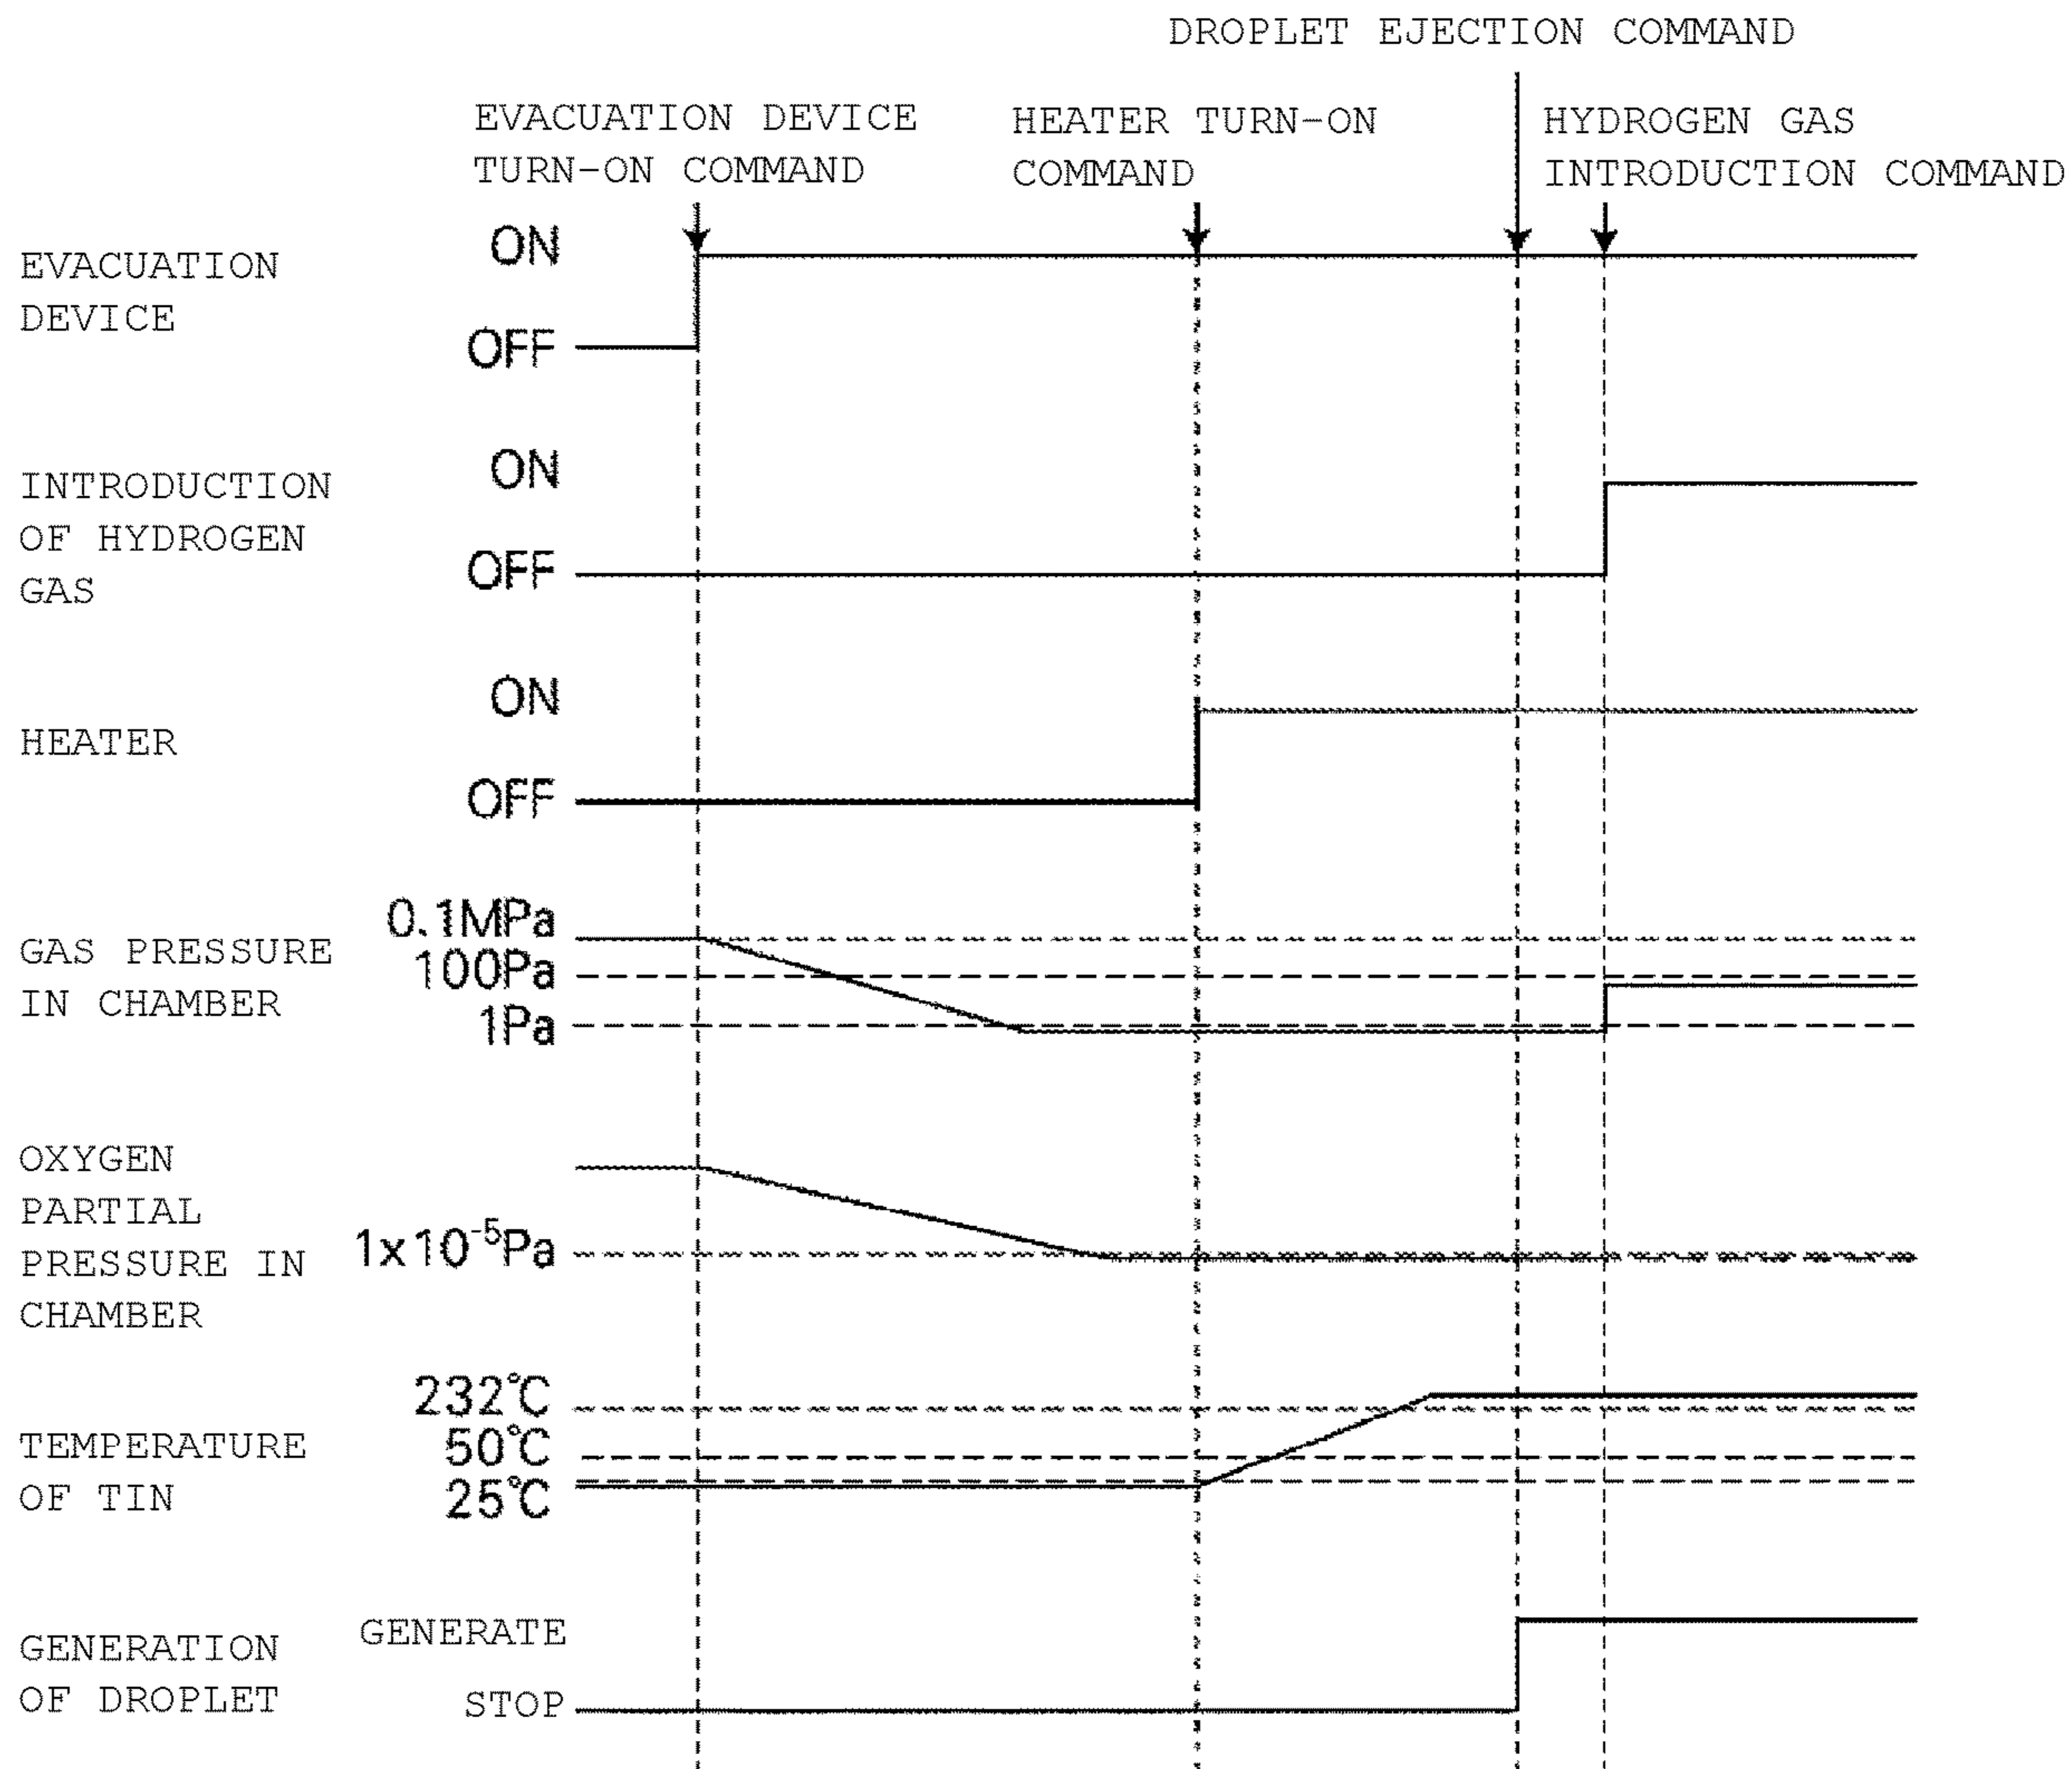 DROPLET EJECTION COMMAND
EVACUATION DEVICE
TURN-ON COMMAND
HEATER TURN-ON
COMMAND
HYDROGEN GAS
INTRODUCTION COMMAND
EVACUATION
DEVICE
ON
OFF
INTRODUCTION
OF HYDROGEN
GAS
ON
OFF
HEATER
ON
OFF
GAS PRESSURE
IN CHAMBER
0.1MPa
100Pa
1Pa
OXYGEN
PARTIAL
PRESSURE IN
CHAMBER
1x10⁻⁵Pa
TEMPERATURE
OF TIN
232℃
50℃
25℃
GENERATION
OF DROPLET
GENERATE
STOP